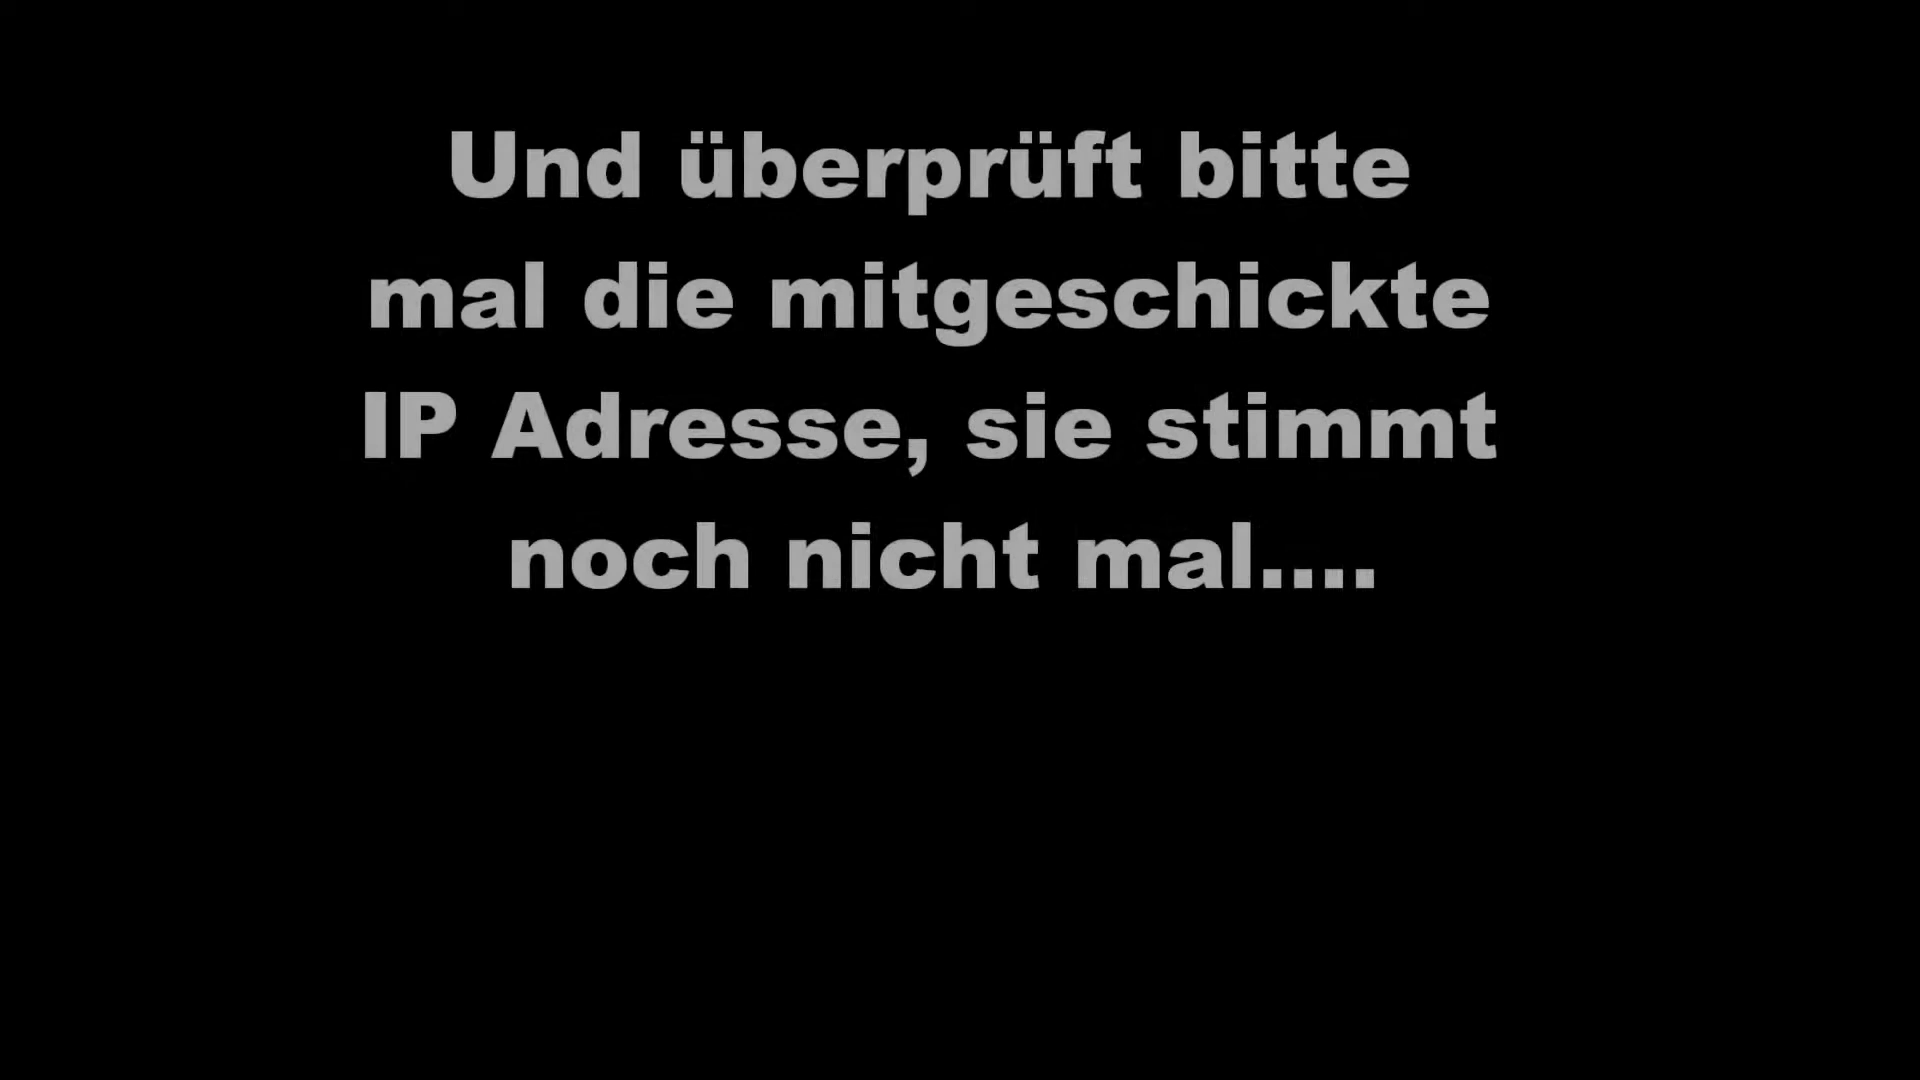 Und überprüft bitte
mal die mitgeschickte
IP Adresse, sie stimmt
noch nicht mal....